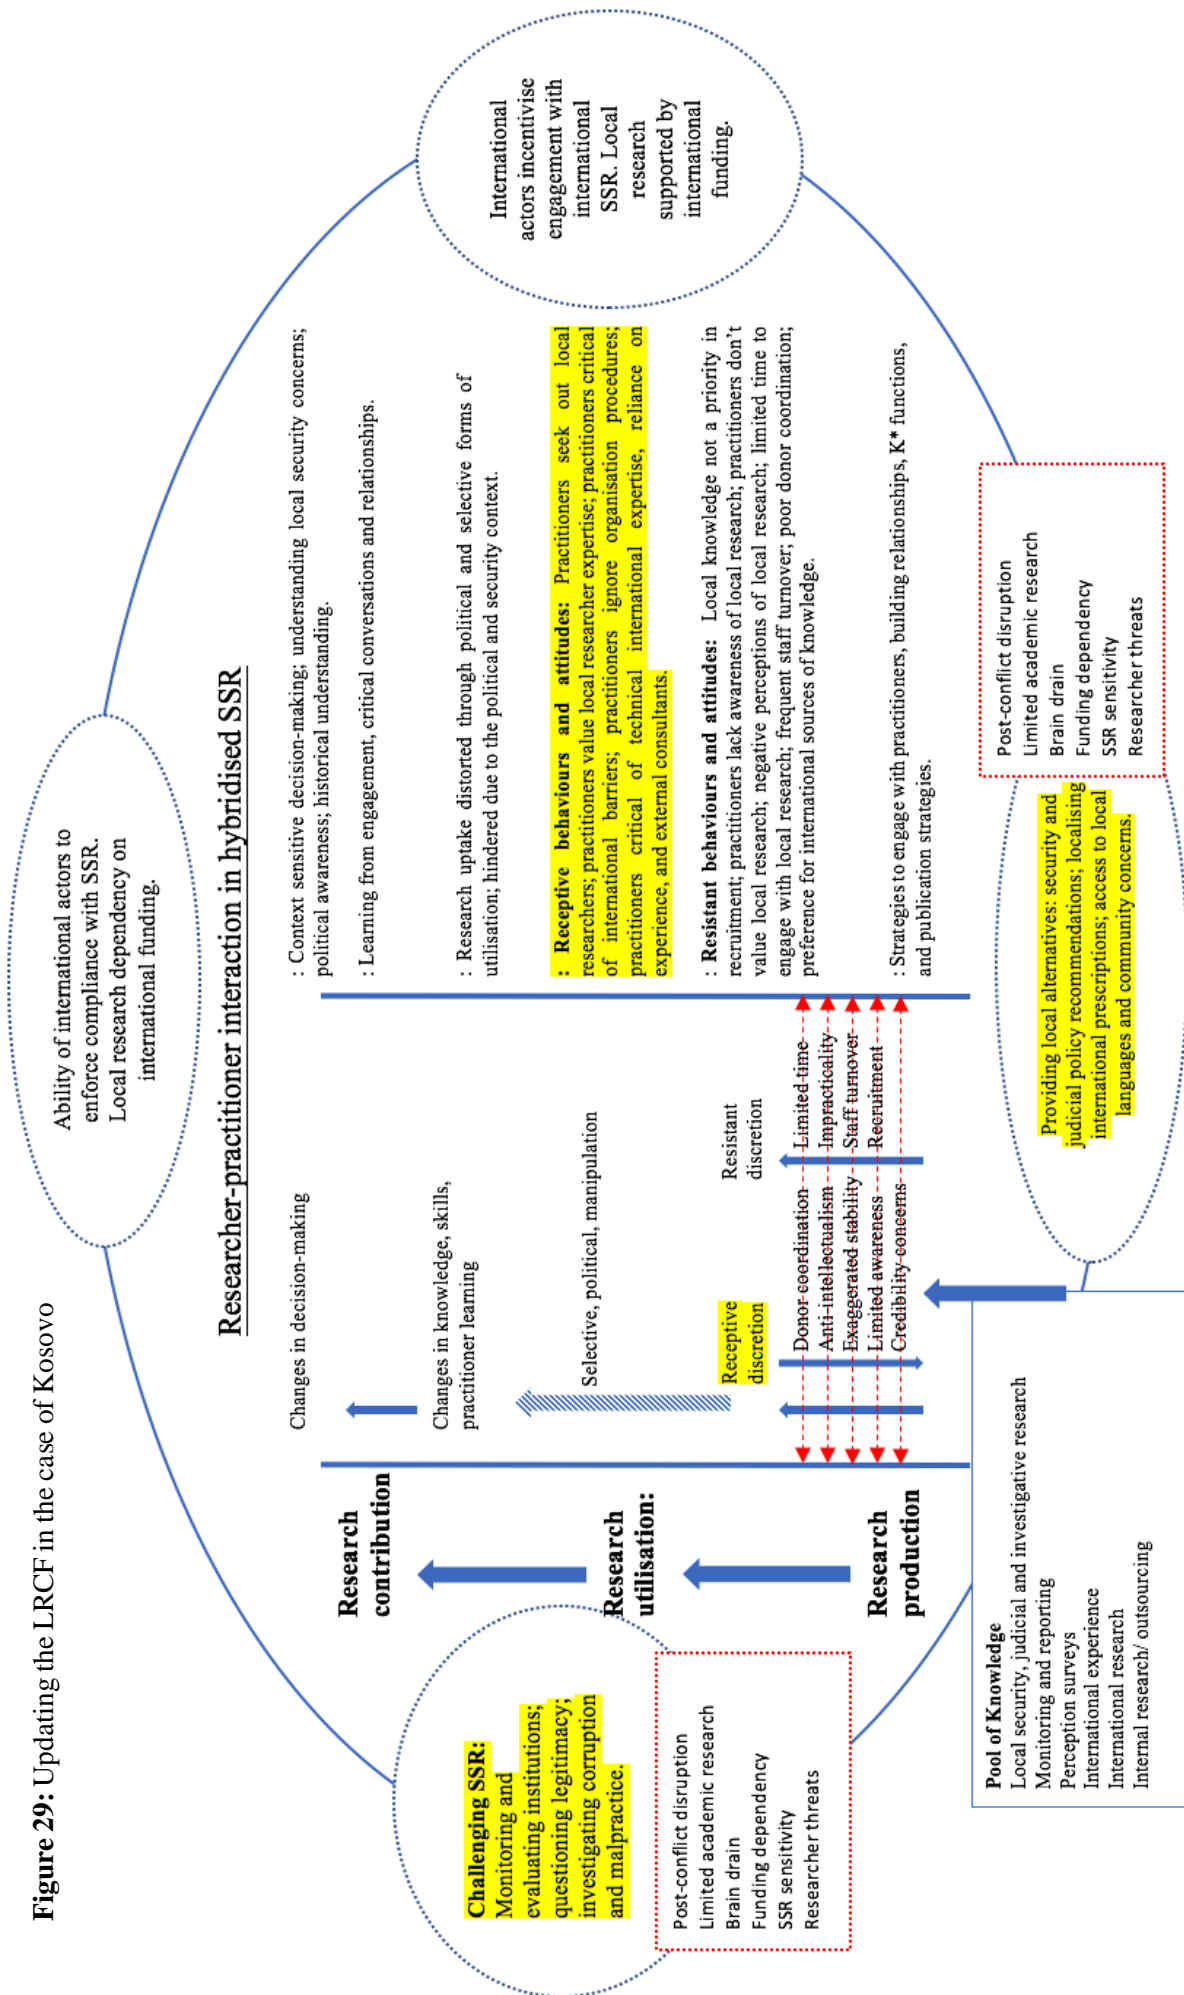 Figure 29: Updating the LRCF in the case of Kosovo
Ability of international actors to
enforce compliance with SSR.
Local research dependency on
international funding.
Researcher-practitioner interaction in hybridised SSR
Challenging SSR:
Monitoring and
evaluating institutions;
questioning legitimacy;
investigating corruption
and malpractice.
Post-conflict disruption
Limited academic research
Brain drain
Funding dependency
SSR sensitivity
Researcher threats
Research
contribution
Research
utilisation:
Research
production
Changes in decision-making
Changes in knowledge, skills,
practitioner learning
Selective, political, manipulation
Receptive
discretion
Resistant
discretion
Donor coordination
Limited time
Anti-intellectualism
Impracticality
Exaggerated stability
Staff turnover
Limited awareness
Recruitment
Credibility concerns
: Context sensitive decision-making; understanding local security concerns;
political awareness; historical understanding.
: Learning from engagement, critical conversations and relationships.
: Research uptake distorted through political and selective forms of
utilisation; hindered due to the political and security context.
: Receptive behaviours and attitudes: Practitioners seek out local
researchers; practitioners value local researcher expertise; practitioners critical
of international barriers; practitioners ignore organisation procedures;
practitioners critical of technical international expertise, reliance on
experience, and external consultants.
: Resistant behaviours and attitudes: Local knowledge not a priority in
recruitment; practitioners lack awareness of local research; practitioners don't
value local research; negative perceptions of local research; limited time to
engage with local research; frequent staff turnover; poor donor coordination;
preference for international sources of knowledge.
: Strategies to engage with practitioners, building relationships, K* functions,
and publication strategies.
International
actors incentivise
engagement with
international
SSR. Local
research
supported by
international
funding.
Pool of Knowledge
Local security, judicial and investigative research
Monitoring and reporting
Perception surveys
International experience
International research
Internal research/ outsourcing
Providing local alternatives: security and
judicial policy recommendations; localising
international prescriptions; access to local
languages and community concerns.
Post-conflict disruption
Limited academic research
Brain drain
Funding dependency
SSR sensitivity
Researcher threats